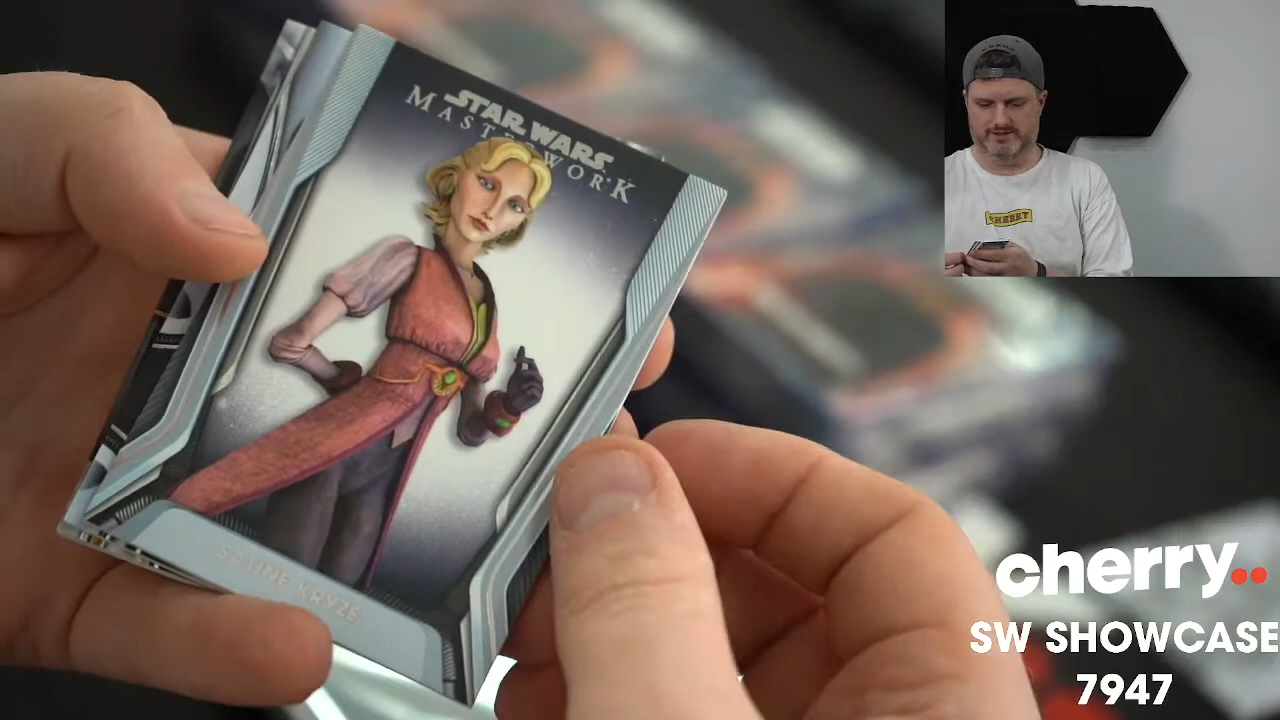 STAR WARS
MASTERWORK
SATINE KRYZE
CHERRY
cherry..
SW SHOWCASE
7947